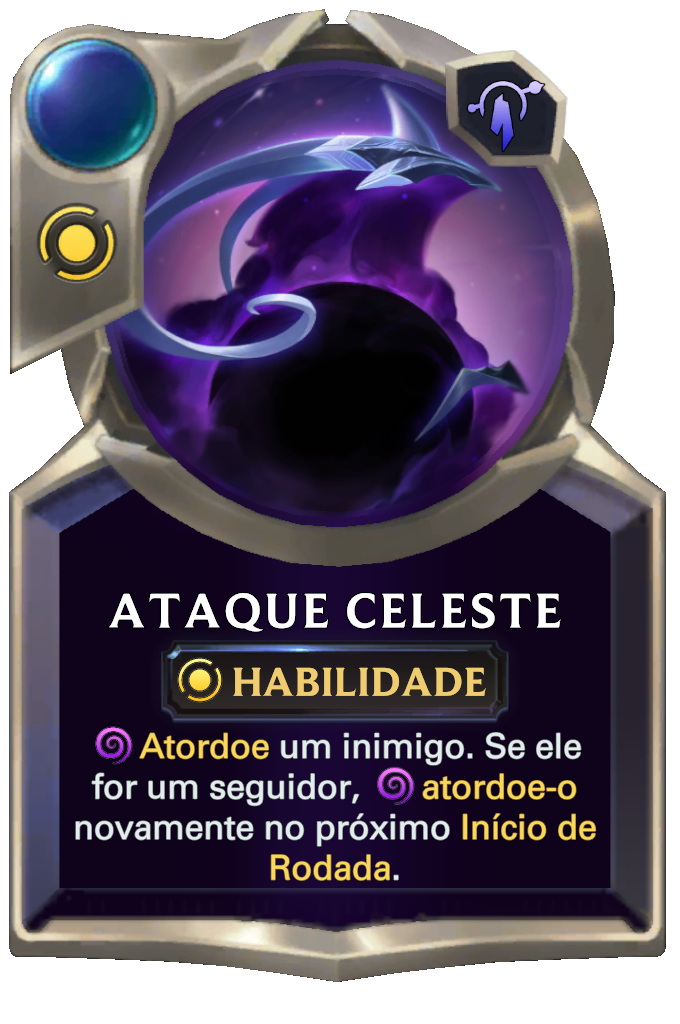 ATAQUE CELESTE
HABILIDADE
Atordoe um inimigo. Se ele
for um seguidor, atordoe-o
novamente no próximo Início de
Rodada.